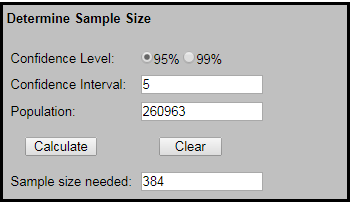 Determine Sample Size
Confidence Level: 95% 99%
Confidence Interval: 5
Population: 260963
Calculate Clear
Sample size needed: 384